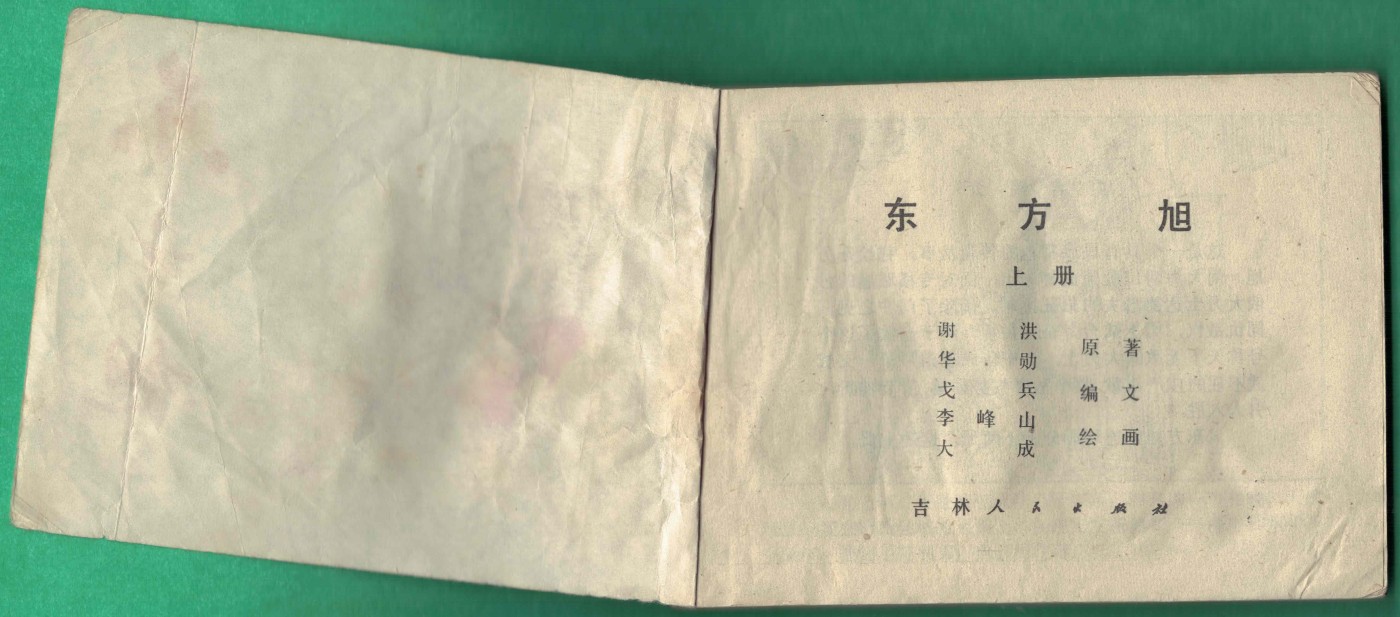 东方旭
上册
谢洪
华勋
原著
戈兵
编文
李峰山
大成
绘画
吉林人民出版社